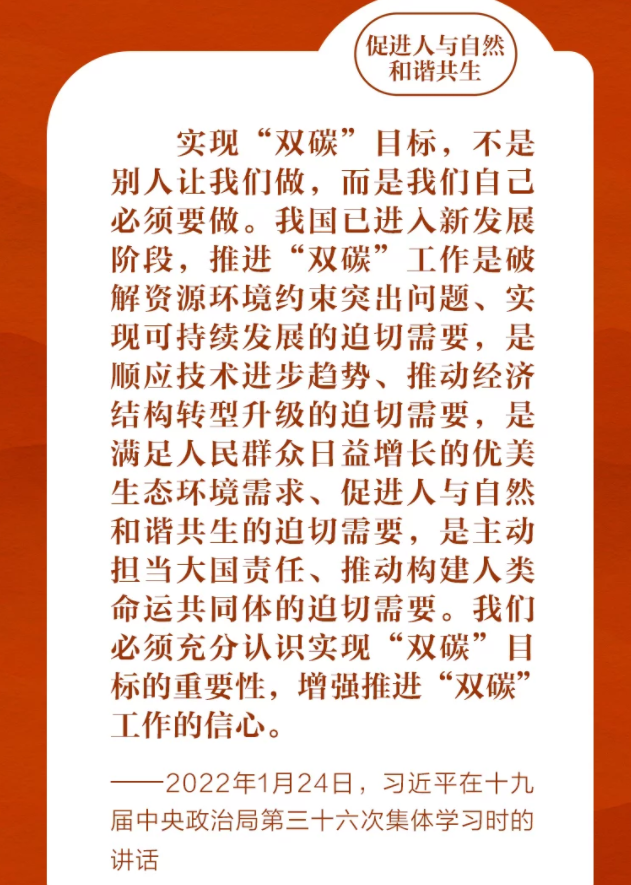 促进人与自然
和谐共生
实现“双碳”目标，不是
别人让我们做，而是我们自己
必须要做。我国已进入新发展
阶段，推进“双碳”工作是破
解资源环境约束突出问题、实
现可持续发展的迫切需要，是
顺应技术进步趋势、推动经济
结构转型升级的迫切需要，是
满足人民群众日益增长的优美
生态环境需求、促进人与自然
和谐共生的迫切需要，是主动
担当大国责任、推动构建人类
命运共同体的迫切需要。我们
必须充分认识实现“双碳”目
标的重要性，增强推进“双碳”
工作的信心。
——2022年1月24日，习近平在十九
届中央政治局第三十六次集体学习时的
讲话